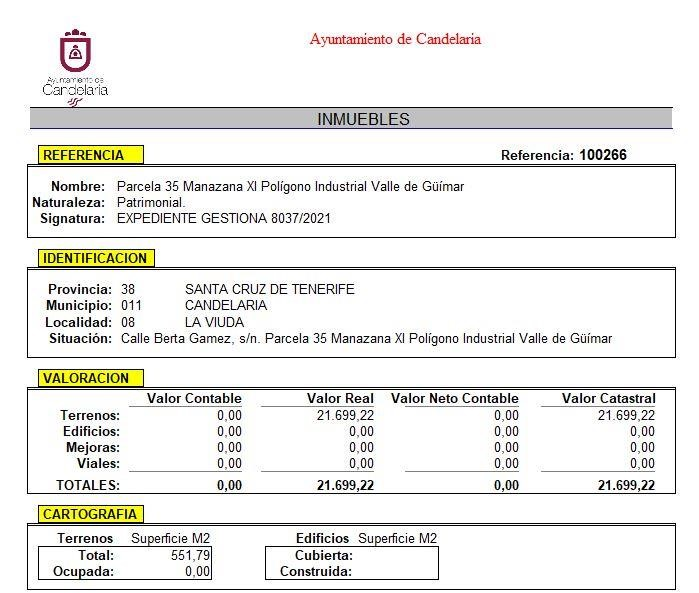 Ayuntamiento de Candelaria
Ayuntamiento de
Candelaria
INMUEBLES
REFERENCIA Referencia: 100266
Nombre: Parcela 35 Manazana XI Polígono Industrial Valle de Güímar
Naturaleza: Patrimonial.
Signatura: EXPEDIENTE GESTIONA 8037/2021
IDENTIFICACION
Provincia: 38 SANTA CRUZ DE TENERIFE
Municipio: 011 CANDELARIA
Localidad: 08 LA VIUDA
Situación: Calle Berta Gamez, s/n. Parcela 35 Manazana XI Polígono Industrial Valle de Güímar
VALORACION
Valor Contable Valor Real Valor Neto Contable Valor Catastral
Terrenos: 0,00 21.699,22 0,00 21.699,22
Edificios: 0,00 0,00 0,00 0,00
Mejoras: 0,00 0,00 0,00 0,00
Viales: 0,00 0,00 0,00 0,00
TOTALES: 0,00 21.699,22 0,00 21.699,22
CARTOGRAFIA
Terrenos Superficie M2 Edificios Superficie M2
Total: 551,79 Cubierta:
Ocupada: 0,00 Construida: